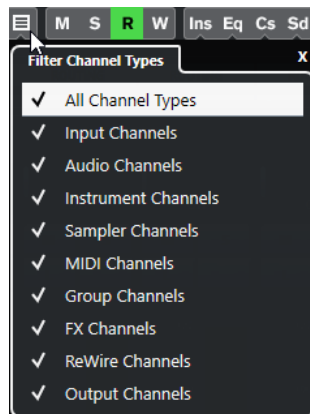 M S R W Ins Eq Cs Sd
Filter Channel Types X
All Channel Types
Input Channels
Audio Channels
Instrument Channels
Sampler Channels
MIDI Channels
Group Channels
FX Channels
ReWire Channels
Output Channels